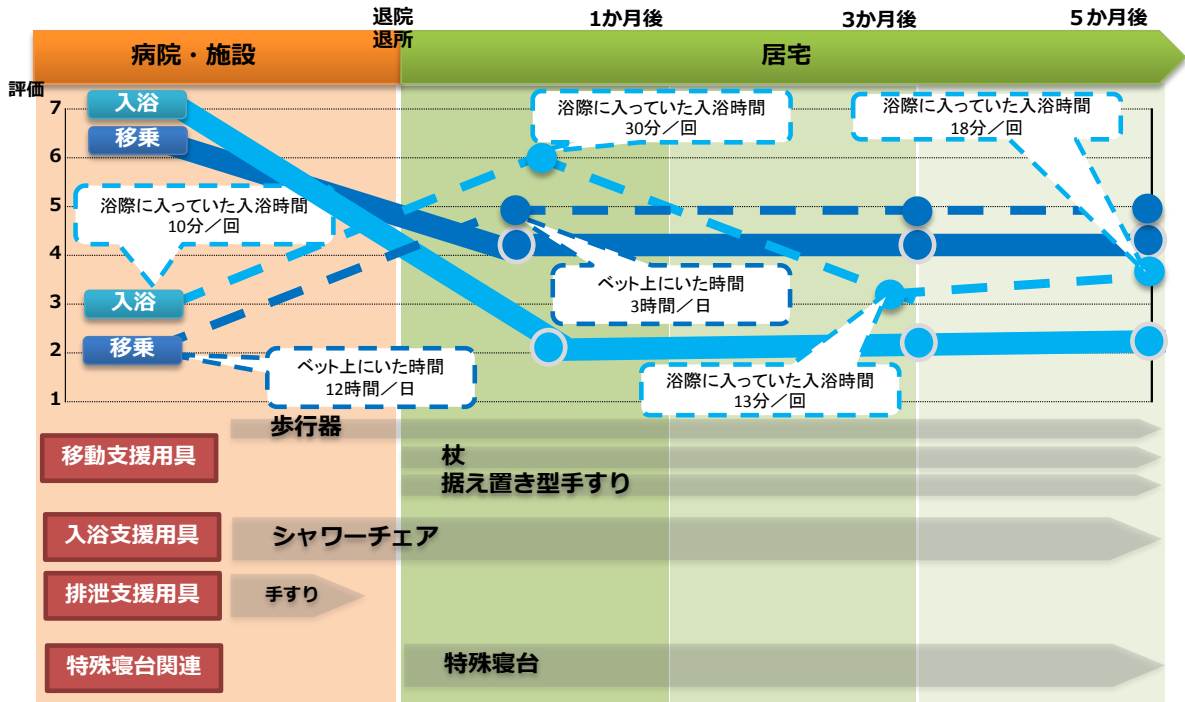 退院
退所
1か月後
3か月後
５か月後
病院・施設
居宅
評価
7
6
5
4
3
2
1
入浴
移乗
浴際に入っていた入浴時間
30分／回
浴際に入っていた入浴時間
18分／回
浴際に入っていた入浴時間
10分／回
入浴
移乗
ベット上にいた時間
3時間／日
ベット上にいた時間
12時間／日
浴際に入っていた入浴時間
13分／回
移動支援用具
歩行器
杖
据え置き型手すり
入浴支援用具
シャワーチェア
排泄支援用具
手すり
特殊寝台関連
特殊寝台